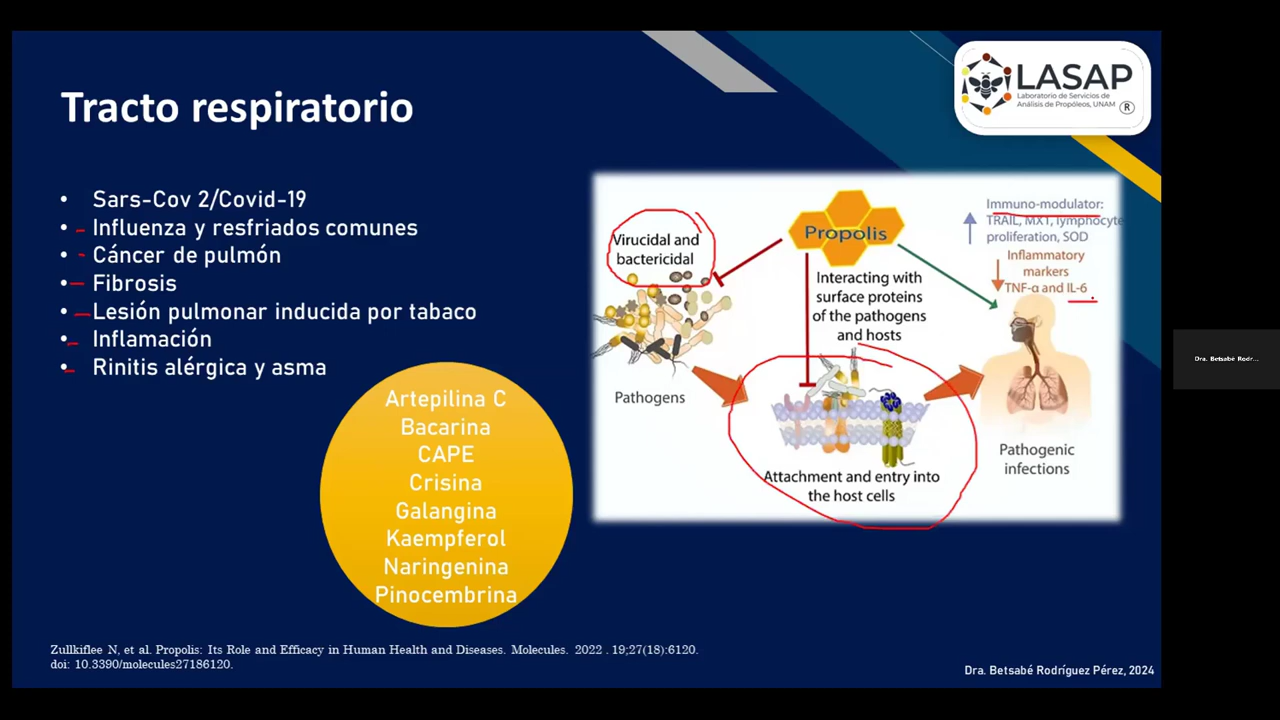 LASAP
Laboratorio de Servicios de
Análisis de Propóleos, UNAM
®
Tracto respiratorio
• Sars-Cov 2/Covid-19
• Influenza y resfriados comunes
• Cáncer de pulmón
• Fibrosis
• Lesión pulmonar inducida por tabaco
• Inflamación
• Rinitis alérgica y asma
Artepilina C
Bacarina
CAPE
Crisina
Galangina
Kaempferol
Naringenina
Pinocembrina
Virucidal and
bactericidal
Propolis
Immuno-modulator:
TRAIL, MX1, lymphocyte
proliferation, SOD
Inflammatory
markers
TNF-α and IL-6
Interacting with
surface proteins
of the pathogens
and hosts
Pathogens
Attachment and entry into
the host cells
Pathogenic
infections
Zullkiflee N, et al. Propolis: Its Role and Efficacy in Human Health and Diseases. Molecules. 2022 . 19;27(18):6120.
doi: 10.3390/molecules27186120.
Dra. Betsabé Rodríguez Pérez, 2024
Dra. Betsabé Rodr...